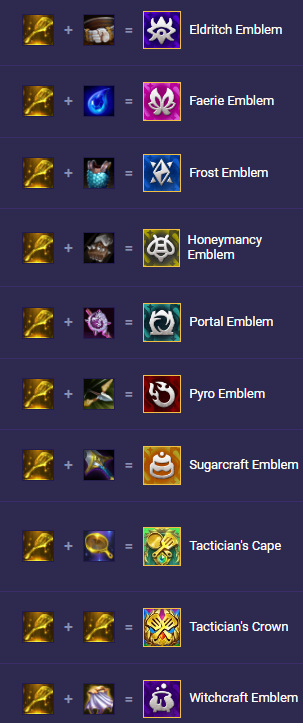 + = Eldritch Emblem
+ = Faerie Emblem
+ = Frost Emblem
+ = Honeymancy
Emblem
+ = Portal Emblem
+ = Pyro Emblem
+ = Sugarcraft Emblem
+ = Tactician's Cape
+ = Tactician's Crown
+ = Witchcraft Emblem